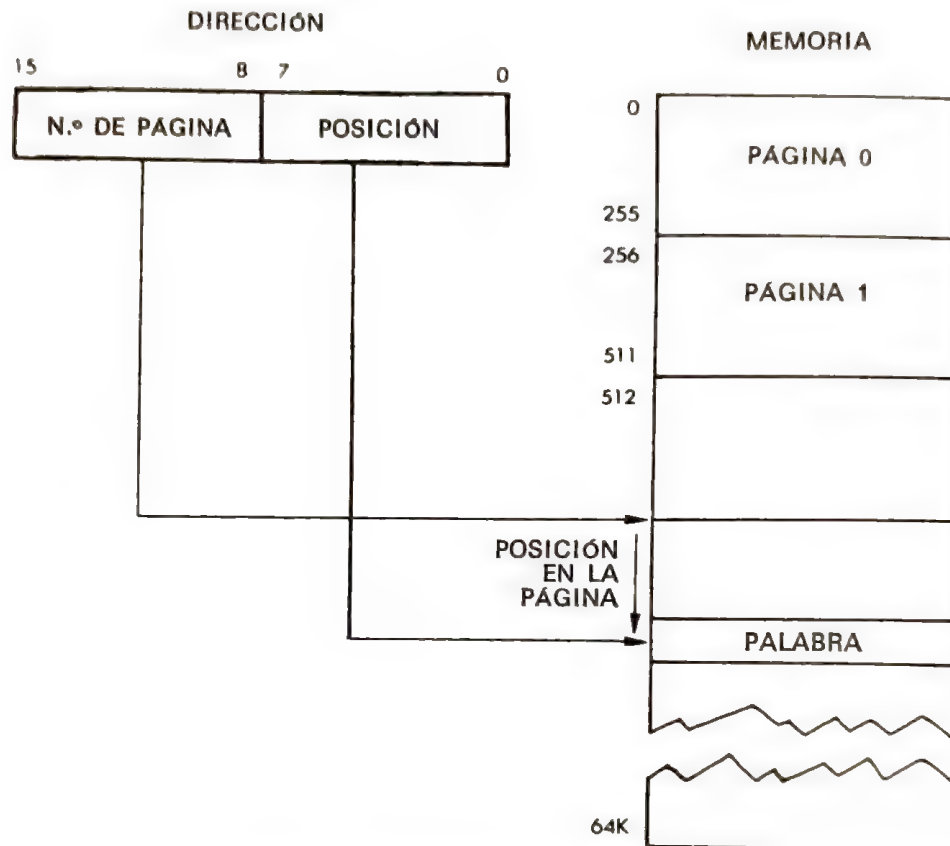 DIRECCIÓN
15 8 7 0
N.º DE PÁGINA POSICIÓN
MEMORIA
0
PÁGINA 0
255
256
PÁGINA 1
511
512
POSICIÓN
EN LA
PÁGINA
PALABRA
64K